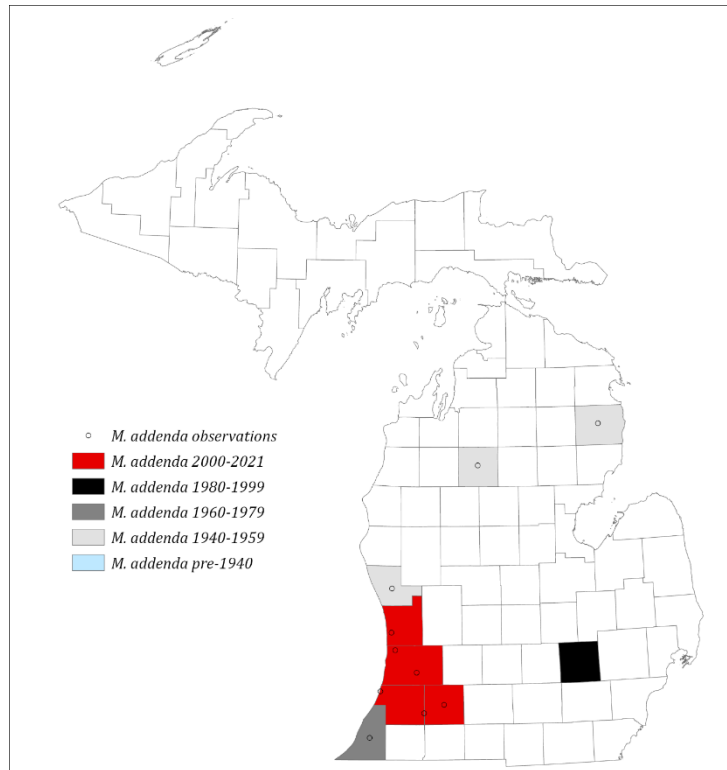 M. addenda observations
M. addenda 2000-2021
M. addenda 1980-1999
M. addenda 1960-1979
M. addenda 1940-1959
M. addenda pre-1940